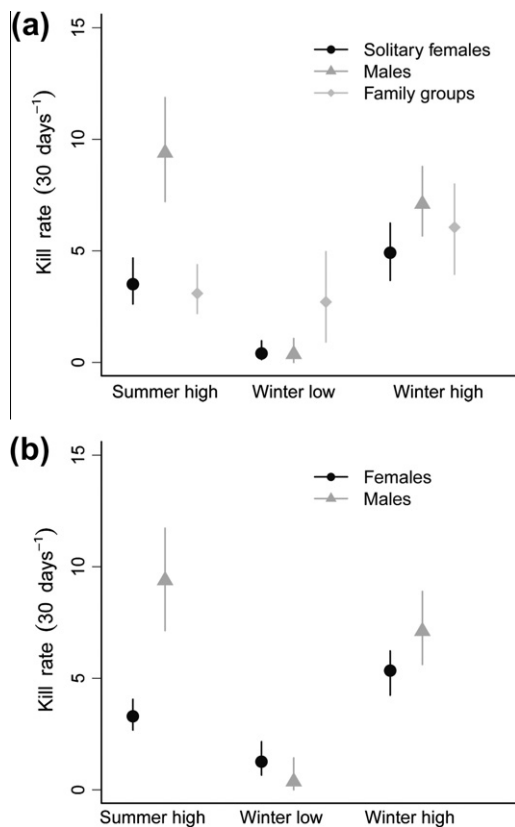 (a)
15
10
5
0
Kill rate (30 days⁻¹)
Solitary females
Males
Family groups
Summer high Winter low Winter high
(b)
15
10
5
0
Kill rate (30 days⁻¹)
Females
Males
Summer high Winter low Winter high